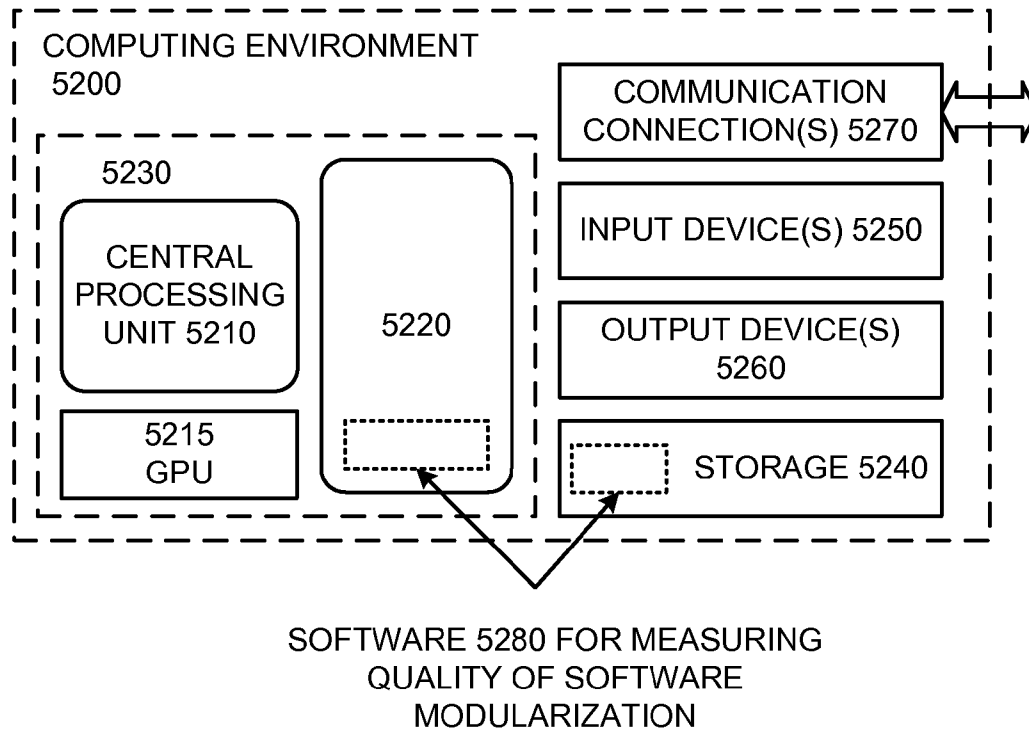 COMPUTING ENVIRONMENT
5200
COMMUNICATION
CONNECTION(S) 5270
5230
CENTRAL
PROCESSING
UNIT 5210
5220
INPUT DEVICE(S) 5250
OUTPUT DEVICE(S)
5260
5215
GPU
STORAGE 5240
SOFTWARE 5280 FOR MEASURING
QUALITY OF SOFTWARE
MODULARIZATION